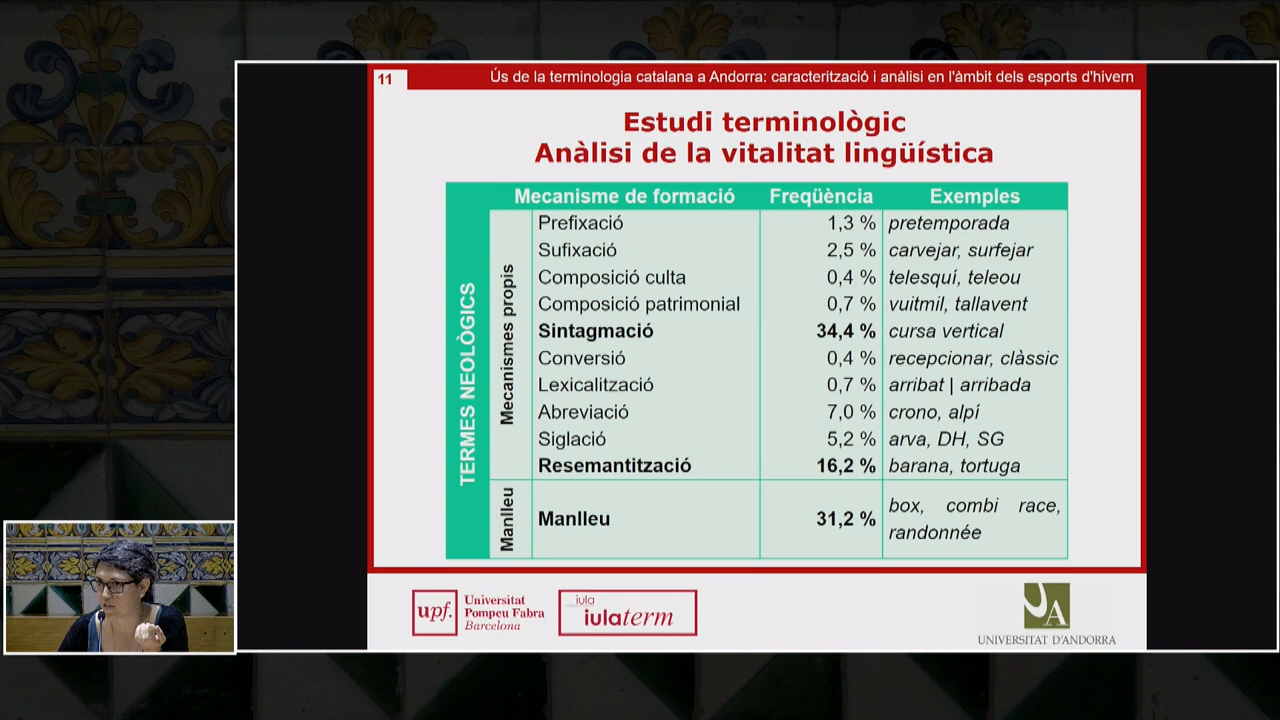 11
Ús de la terminologia catalana a Andorra: caracterització i anàlisi en l'àmbit dels esports d'hivern
Estudi terminològic
Anàlisi de la vitalitat lingüística
Mecanisme de formació Freqüència Exemples
TERMES NEOLÒGICS
Mecanismes propis
Prefixació 1,3 % pretemporada
Sufixació 2,5 % carvejar, surfejar
Composició culta 0,4 % telesquí, teleou
Composició patrimonial 0,7 % vuitmil, tallavent
Sintagmació 34,4 % cursa vertical
Conversió 0,4 % recepcionar, clàssic
Lexicalització 0,7 % arribat | arribada
Abreviació 7,0 % crono, alpí
Siglació 5,2 % arva, DH, SG
Resemantització 16,2 % barana, tortuga
Manlleu
Manlleu 31,2 % box, combi race,
randonnée
upf. Universitat
Pompeu Fabra
Barcelona
iula
iulaterm
UA
UNIVERSITAT D'ANDORRA